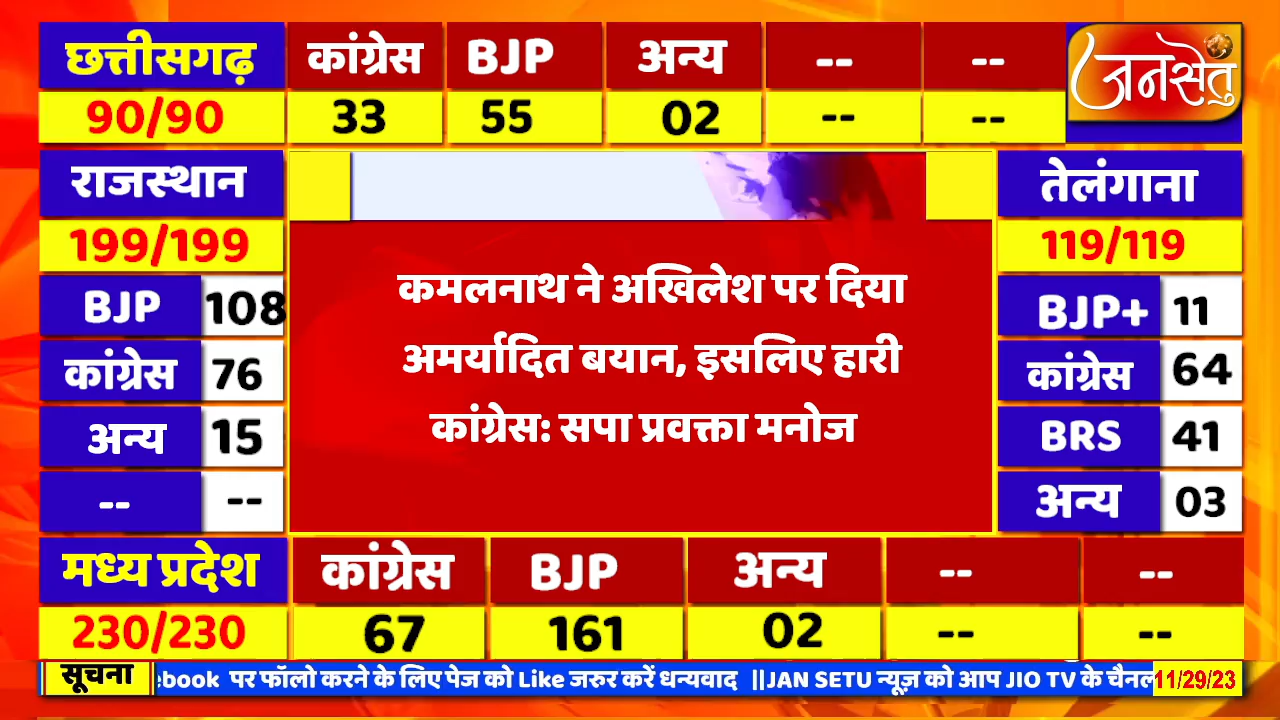 छत्तीसगढ़ कांग्रेस BJP अन्य -- --
जनसेतु
90/90 33 55 02 -- --
राजस्थान
199/199
BJP 108
कांग्रेस 76
अन्य 15
-- --
कमलनाथ ने अखिलेश पर दिया
अमर्यादित बयान, इसलिए हारी
कांग्रेस: सपा प्रवक्ता मनोज
तेलंगाना
119/119
BJP+ 11
कांग्रेस 64
BRS 41
अन्य 03
मध्य प्रदेश कांग्रेस BJP अन्य -- --
230/230 67 161 02 -- --
सूचना ebook पर फॉलो करने के लिए पेज को Like जरुर करें धन्यवाद ||JAN SETU न्यूज़ को आप JIO TV के चैनल 11/29/23